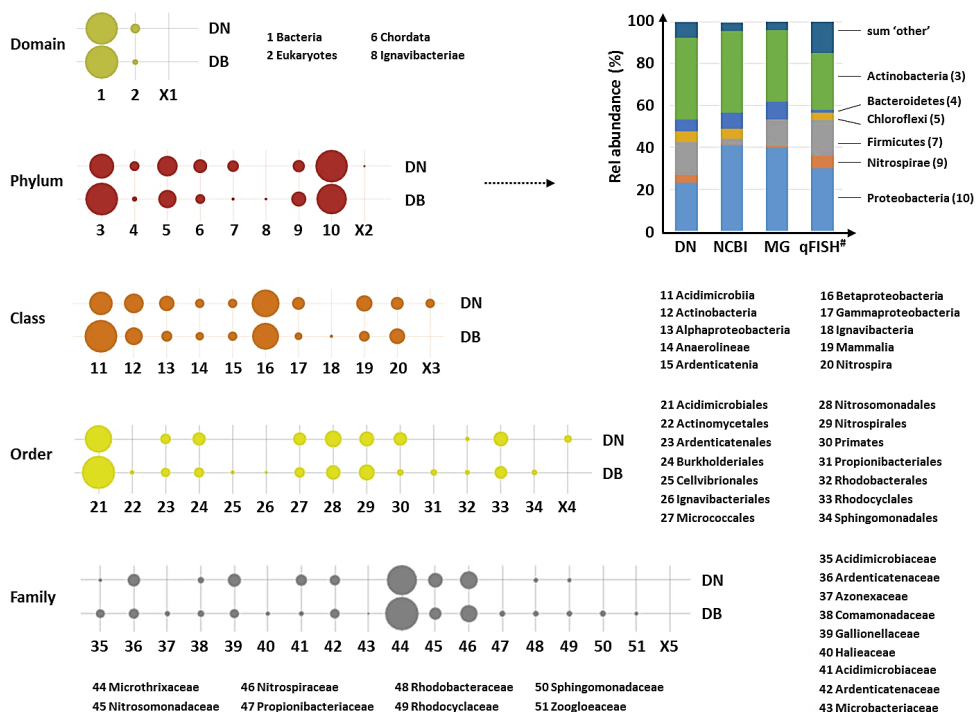 Domain
DN
DB
1 2 X1
1 Bacteria
2 Eukaryotes
6 Chordata
8 Ignavibacteriae
Phylum
DN
DB
3 4 5 6 7 8 9 10 X2
Rel abundance (%)
100
80
60
40
20
0
DN NCBI MG qFISH#
sum ‘other’
Actinobacteria (3)
Bacteroidetes (4)
Chloroflexi (5)
Firmicutes (7)
Nitrospirae (9)
Proteobacteria (10)
Class
DN
DB
11 12 13 14 15 16 17 18 19 20 X3
11 Acidimicrobiia
12 Actinobacteria
13 Alphaproteobacteria
14 Anaerolineae
15 Ardenticatenia
16 Betaproteobacteria
17 Gammaproteobacteria
18 Ignavibacteria
19 Mammalia
20 Nitrospira
Order
DN
DB
21 22 23 24 25 26 27 28 29 30 31 32 33 34 X4
21 Acidimicrobiales
22 Actinomycetales
23 Ardenticatenales
24 Burkholderiales
25 Cellvibrionales
26 Ignavibacteriales
27 Micrococcales
28 Nitrosomonadales
29 Nitrospirales
30 Primates
31 Propionibacteriales
32 Rhodobacterales
33 Rhodocyclales
34 Sphingomonadales
Family
DN
DB
35 36 37 38 39 40 41 42 43 44 45 46 47 48 49 50 51 X5
35 Acidimicrobiaceae
36 Ardenticatenaceae
37 Azonexaceae
38 Comamonadaceae
39 Gallionellaceae
40 Halieaceae
41 Acidimicrobiaceae
42 Ardenticatenaceae
43 Microbacteriaceae
44 Microthrixaceae
45 Nitrosomonadaceae
46 Nitrospiraceae
47 Propionibacteriaceae
48 Rhodobacteraceae
49 Rhodocyclaceae
50 Sphingomonadaceae
51 Zoogloeaceae